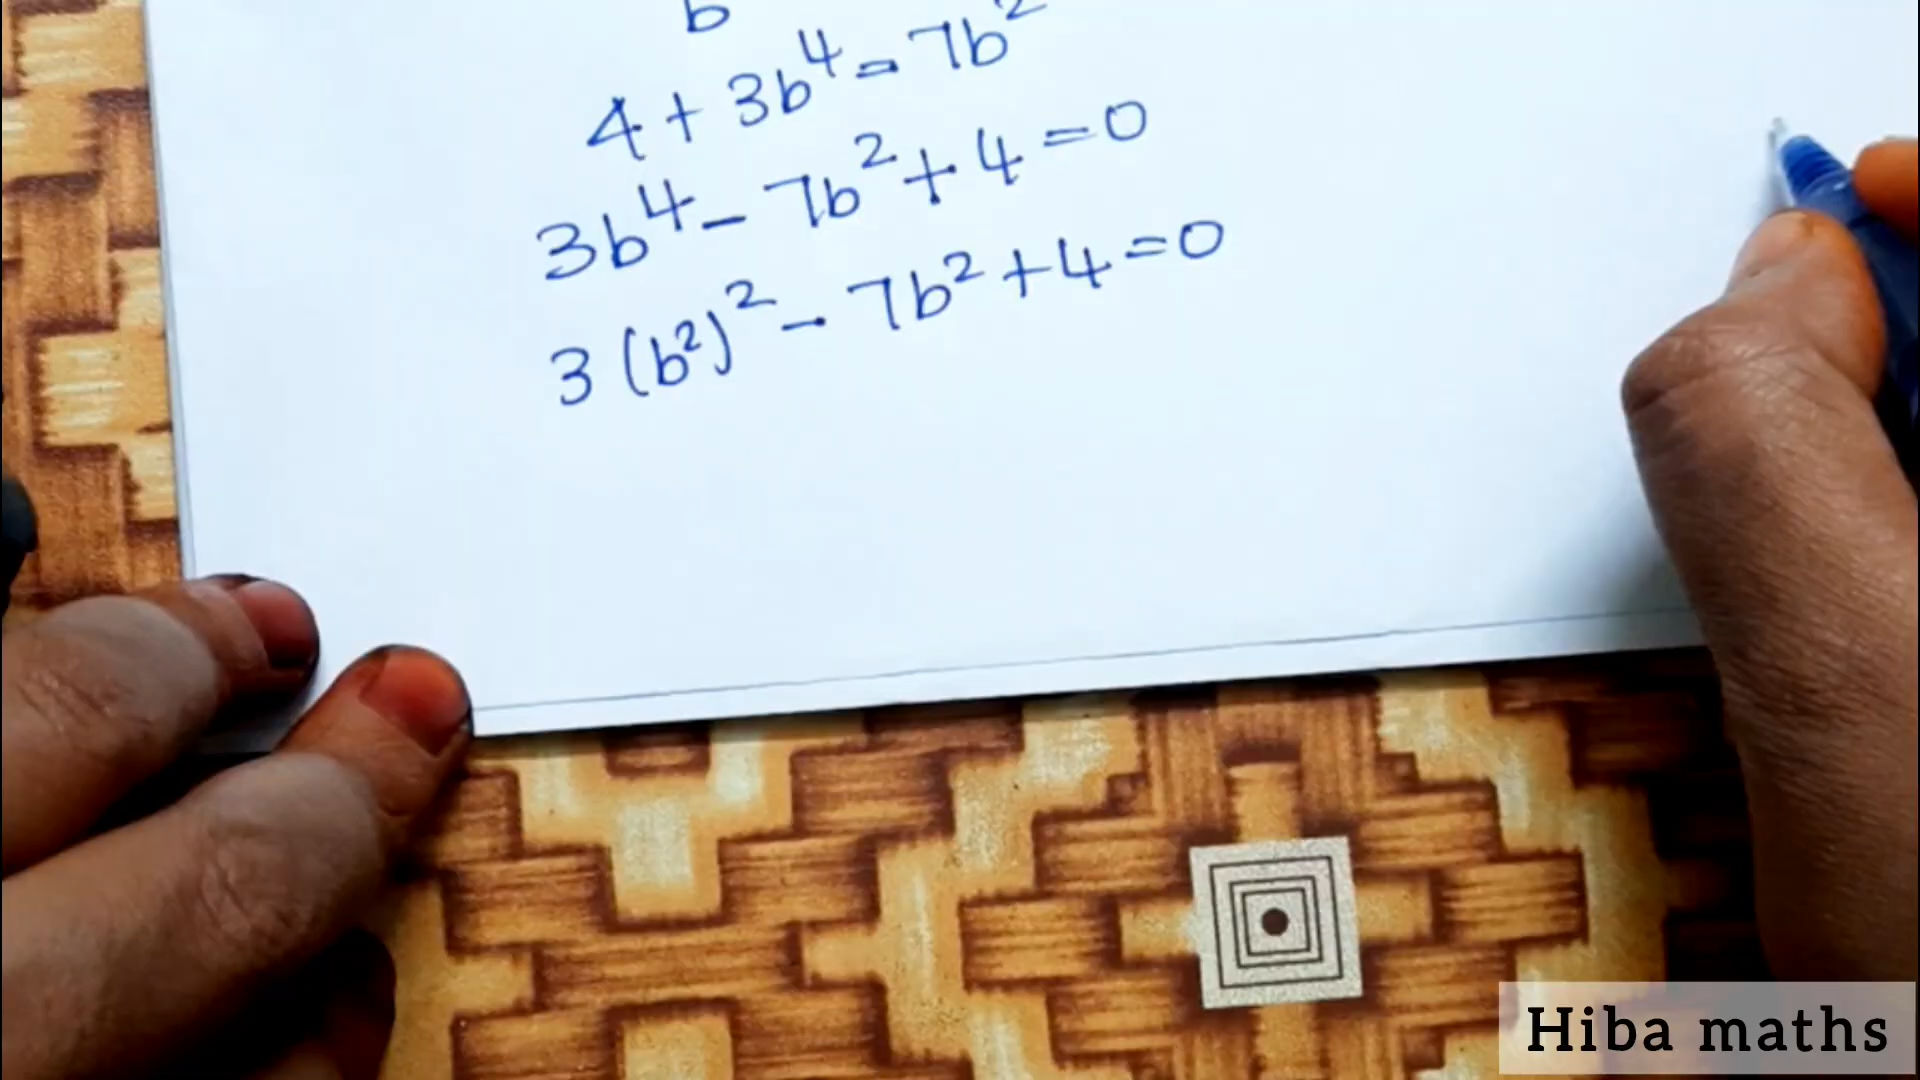 b
4 + 3b⁴ = 7b²
3b⁴ - 7b² + 4 = 0
3 (b²)² - 7b² + 4 = 0
Hiba maths